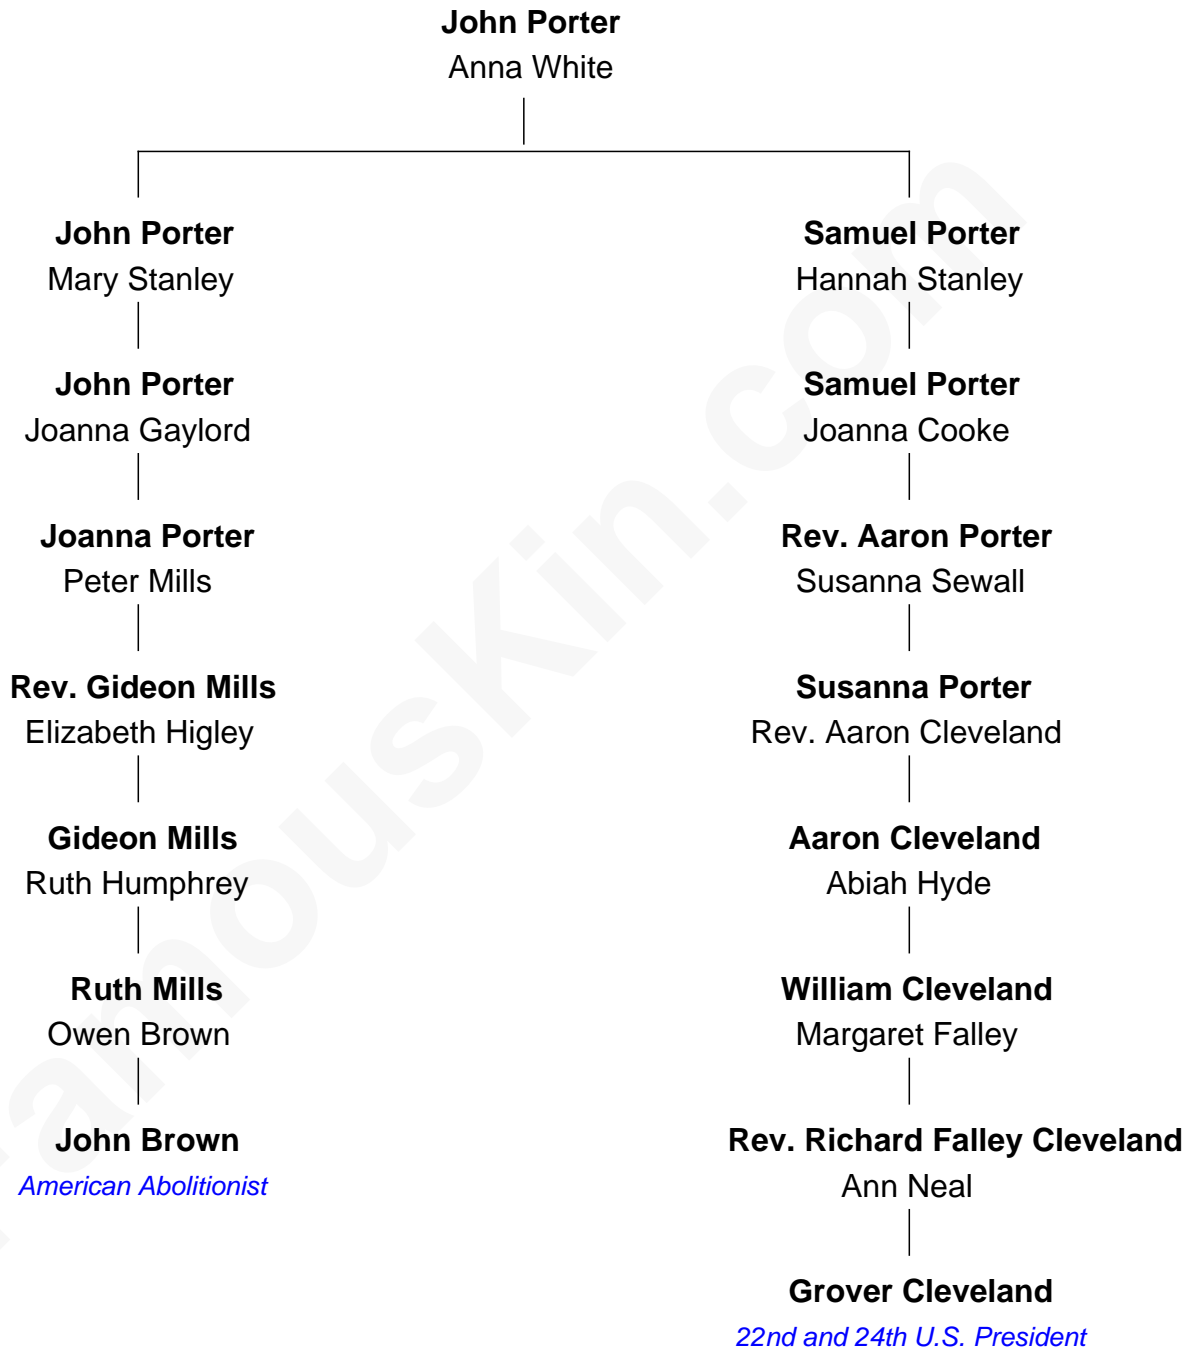 John Porter
Anna White
John Porter
Mary Stanley
Samuel Porter
Hannah Stanley
John Porter
Joanna Gaylord
Samuel Porter
Joanna Cooke
Joanna Porter
Peter Mills
Rev. Aaron Porter
Susanna Sewall
Rev. Gideon Mills
Elizabeth Higley
Susanna Porter
Rev. Aaron Cleveland
Gideon Mills
Ruth Humphrey
Aaron Cleveland
Abiah Hyde
Ruth Mills
Owen Brown
William Cleveland
Margaret Falley
John Brown
American Abolitionist
Rev. Richard Falley Cleveland
Ann Neal
Grover Cleveland
22nd and 24th U.S. President
FamousKin.com